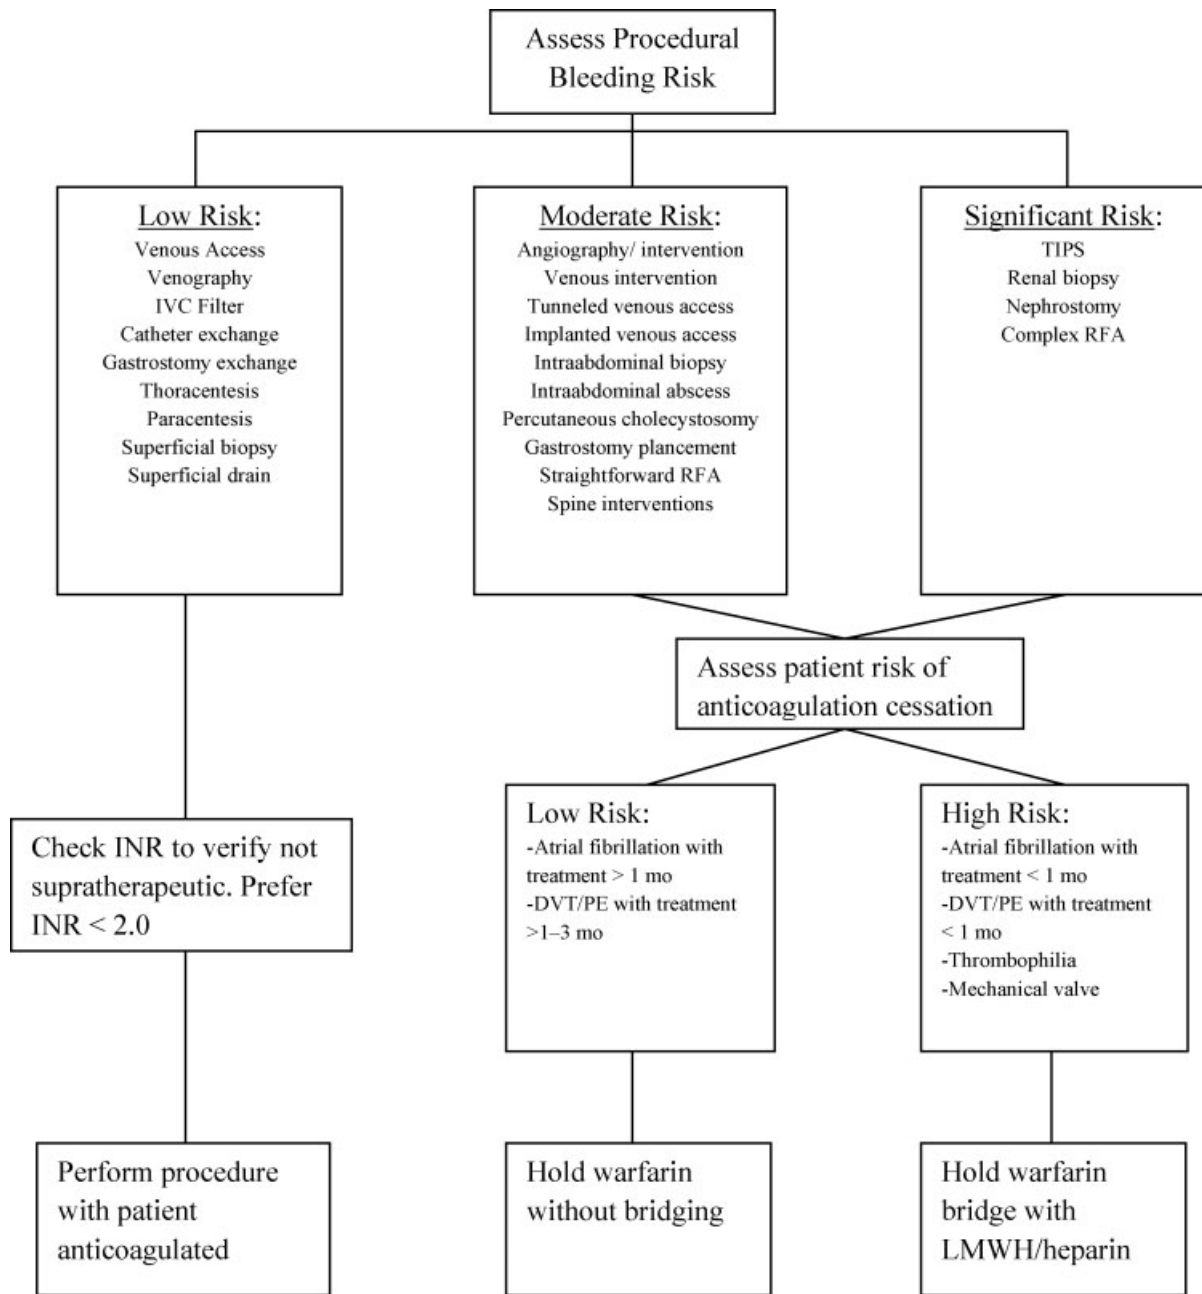 Assess Procedural
Bleeding Risk
Low Risk:
Venous Access
Venography
IVC Filter
Catheter exchange
Gastrostomy exchange
Thoracentesis
Paracentesis
Superficial biopsy
Superficial drain
Moderate Risk:
Angiography/ intervention
Venous intervention
Tunneled venous access
Implanted venous access
Intraabdominal biopsy
Intraabdominal abscess
Percutaneous cholecystosomy
Gastrostomy plancement
Straightforward RFA
Spine interventions
Significant Risk:
TIPS
Renal biopsy
Nephrostomy
Complex RFA
Assess patient risk of
anticoagulation cessation
Check INR to verify not
supratherapeutic. Prefer
INR < 2.0
Low Risk:
-Atrial fibrillation with
treatment > 1 mo
-DVT/PE with treatment
>1–3 mo
High Risk:
-Atrial fibrillation with
treatment < 1 mo
-DVT/PE with treatment
< 1 mo
-Thrombophilia
-Mechanical valve
Perform procedure
with patient
anticoagulated
Hold warfarin
without bridging
Hold warfarin
bridge with
LMWH/heparin